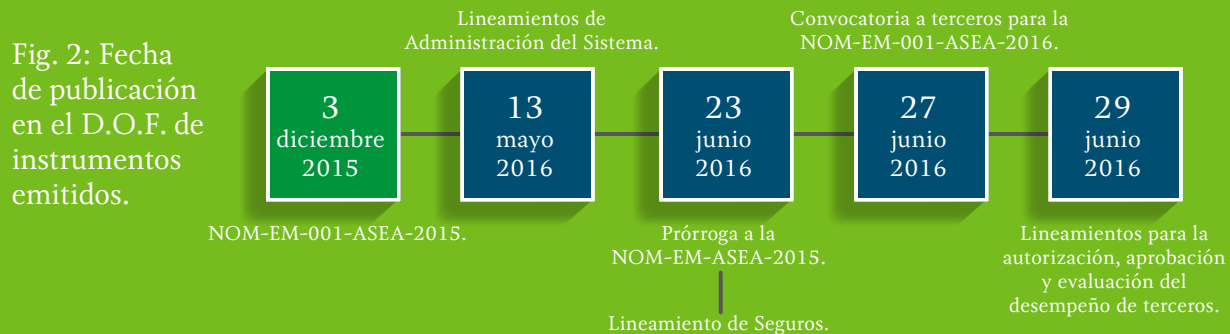 Fig. 2: Fecha
de publicación
en el D.O.F. de
instrumentos
emitidos.
3
diciembre
2015
NOM-EM-001-ASEA-2015.
Lineamientos de
Administración del Sistema.
13
mayo
2016
23
junio
2016
Prórroga a la
NOM-EM-ASEA-2015.
Lineamiento de Seguros.
Convocatoria a terceros para la
NOM-EM-001-ASEA-2016.
27
junio
2016
29
junio
2016
Lineamientos para la
autorización, aprobación
y evaluación del
desempeño de terceros.